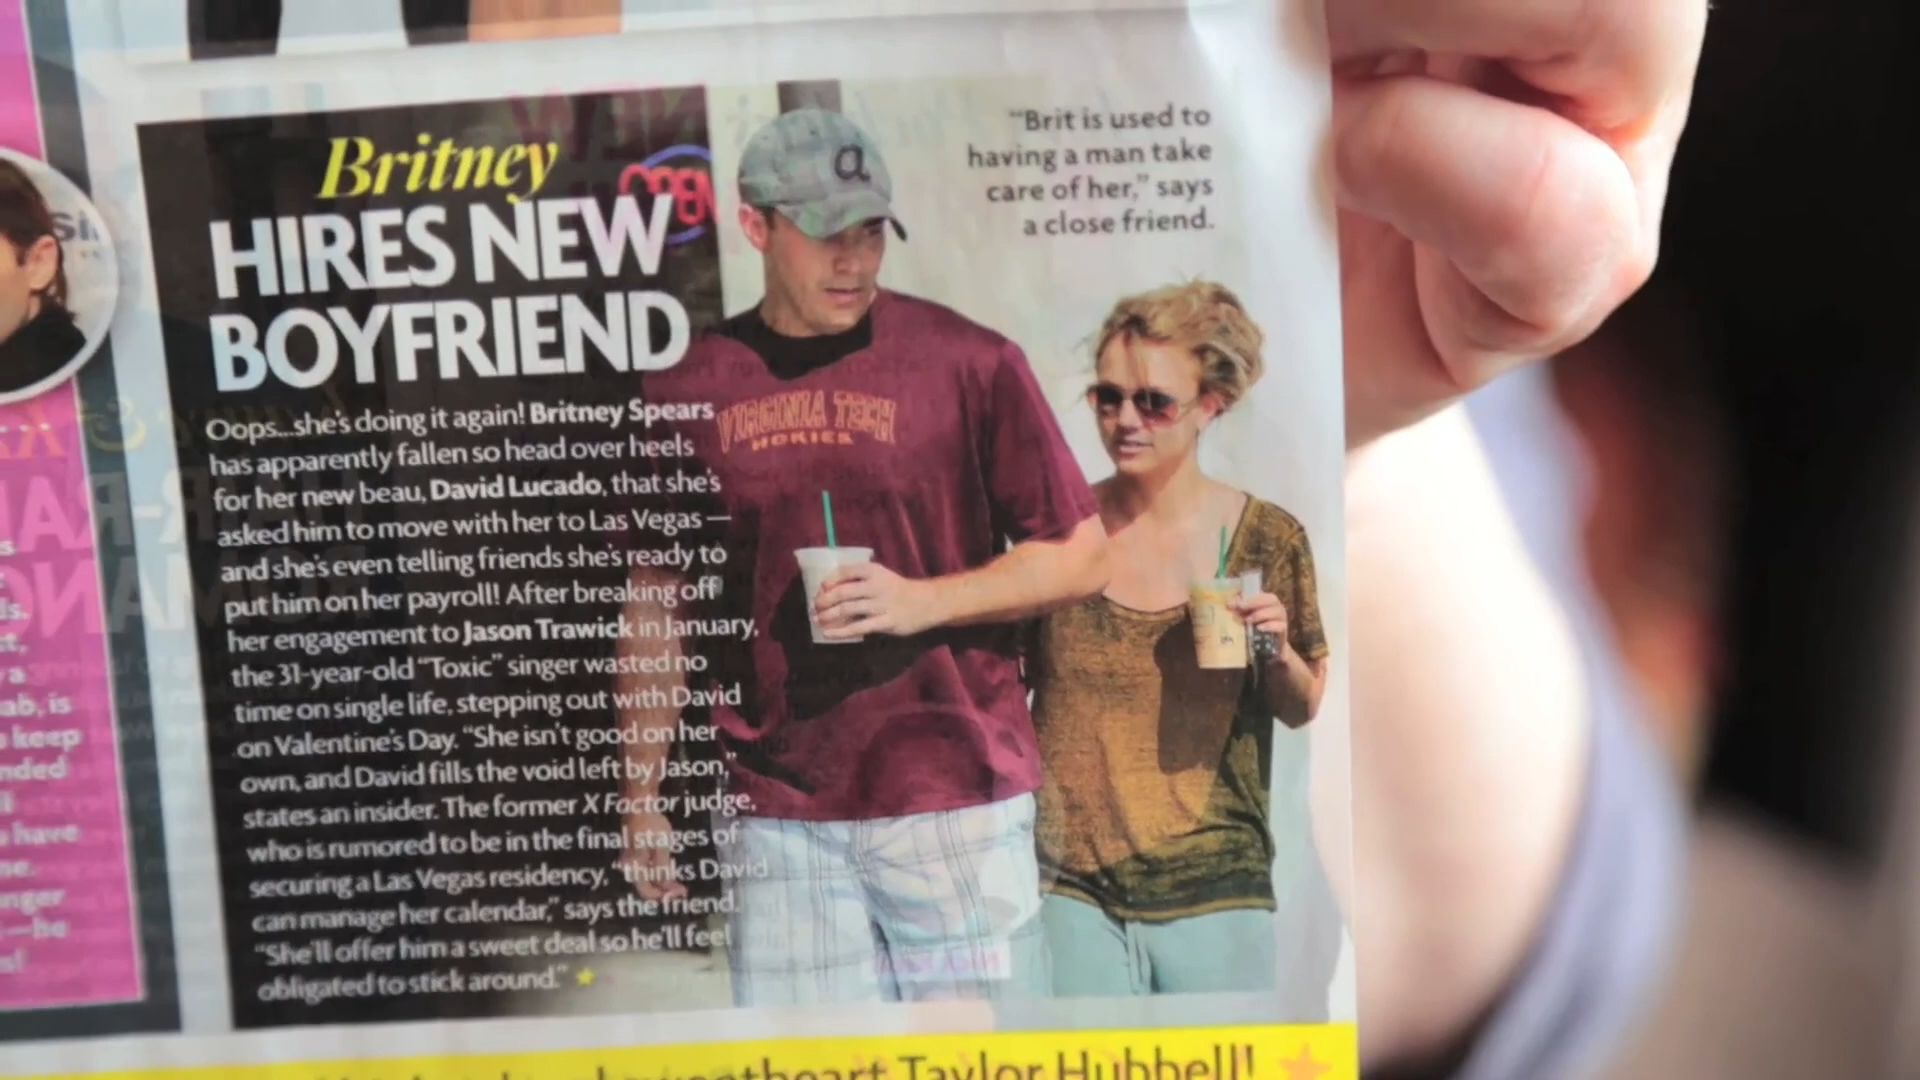 Britney
HIRES NEW
BOYFRIEND
Oops...she's doing it again! Britney Spears
has apparently fallen so head over heels
for her new beau, David Lucado, that she's
asked him to move with her to Las Vegas —
and she's even telling friends she's ready to
put him on her payroll! After breaking off
her engagement to Jason Trawick in January,
the 31-year-old "Toxic" singer wasted no
time on single life, stepping out with David
on Valentine's Day. "She isn't good on her
own, and David fills the void left by Jason,"
states an insider. The former X Factor judge,
who is rumored to be in the final stages of
securing a Las Vegas residency, "thinks David
can manage her calendar," says the friend.
"She'll offer him a sweet deal so he'll feel
obligated to stick around."
"Brit is used to
having a man take
care of her," says
a close friend.
OPEN
a
VIRGINIA TECH
HOKIES
ab, is
keep
have
—he
Taylor Hubbell!